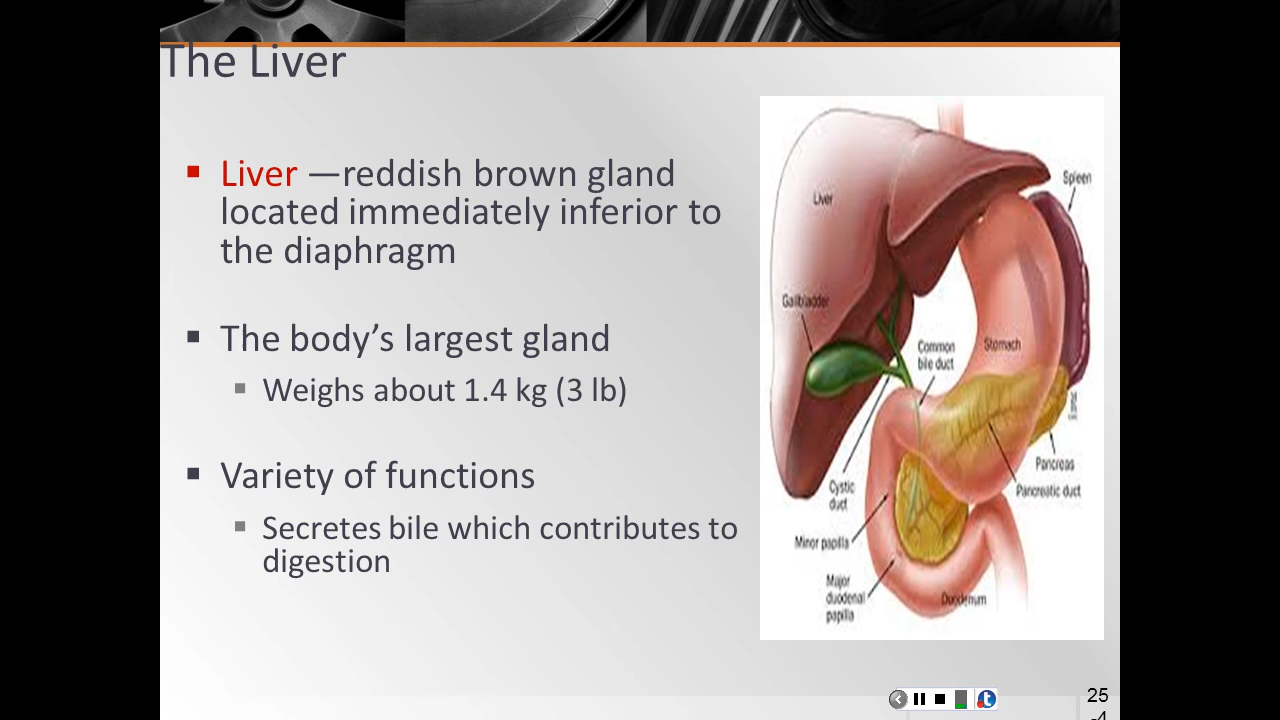 The Liver
Liver —reddish brown gland
located immediately inferior to
the diaphragm
The body’s largest gland
Weighs about 1.4 kg (3 lb)
Variety of functions
Secretes bile which contributes to
digestion
Spleen
Liver
Gallbladder
Common
bile duct
Stomach
Pancreas
Pancreatic duct
Cystic
duct
Minor papilla
Major
duodenal
papilla
Duodenum
25
-4